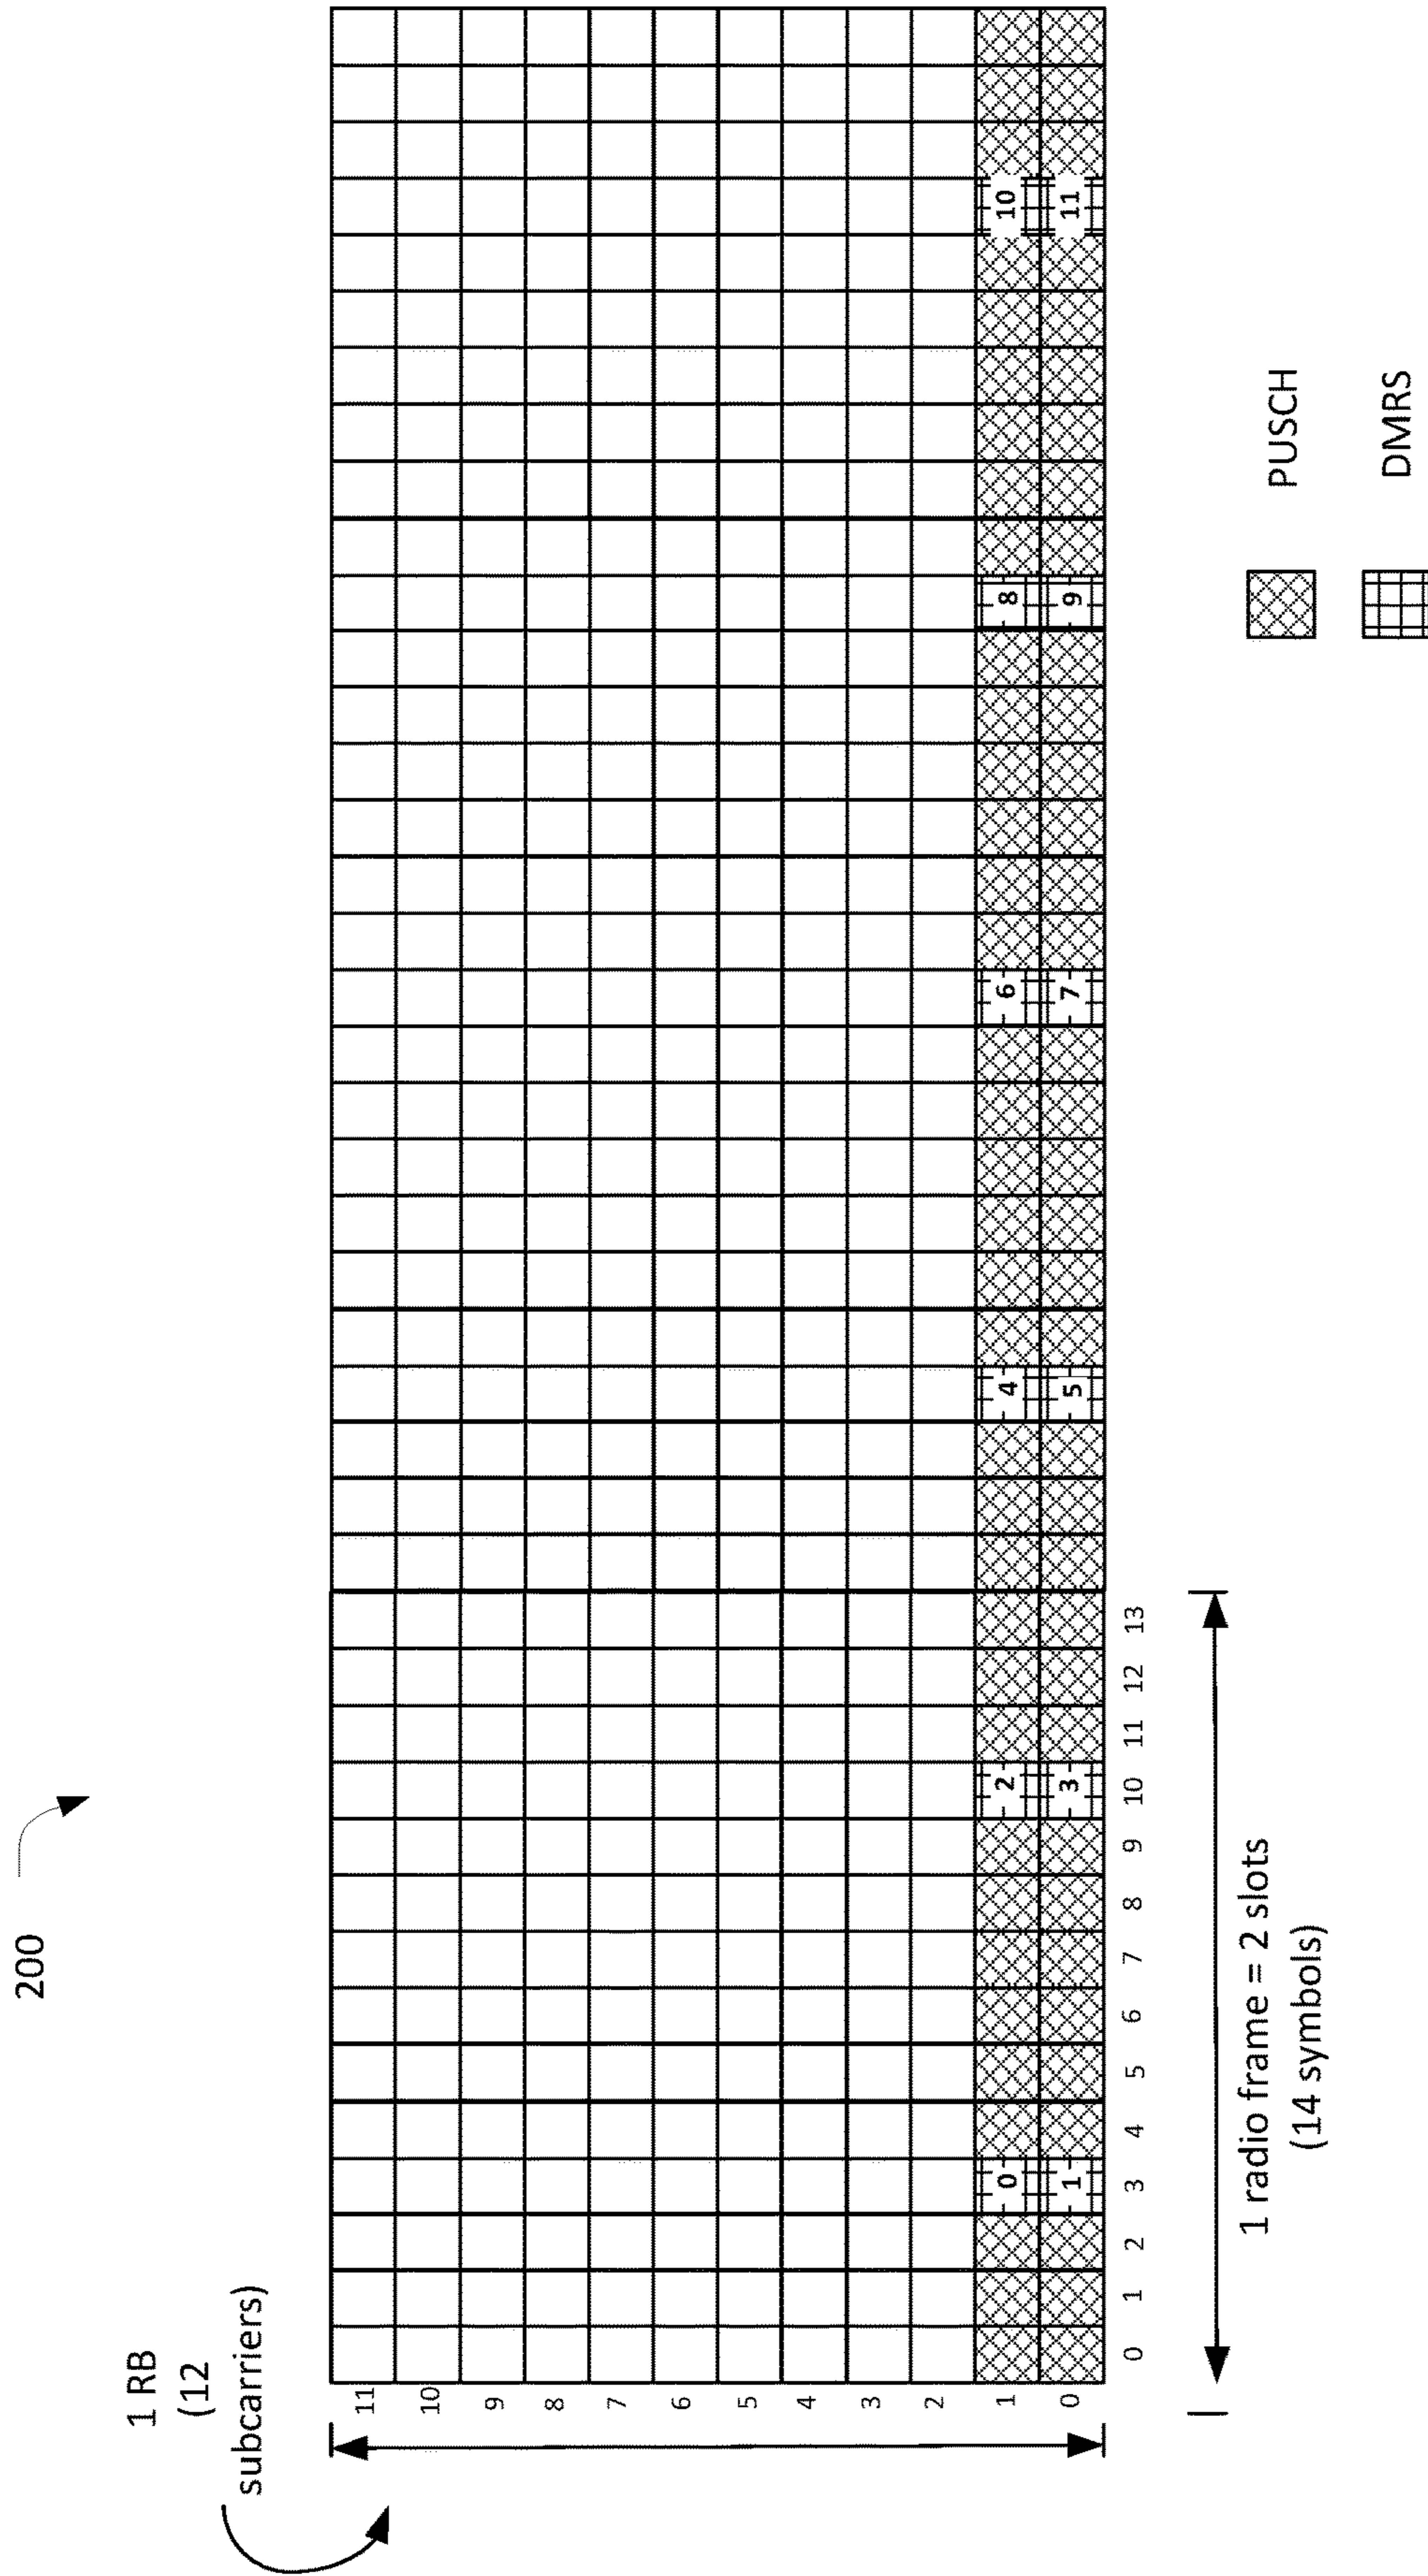 200
1 RB
(12
subcarriers)
11
10
9
8
7
6
5
4
3
2
1
0
0 2 4 6 8 10
1 3 5 7 9 11
0 1 2 3 4 5 6 7 8 9 10 11 12 13
1 radio frame = 2 slots
(14 symbols)
PUSCH
DMRS